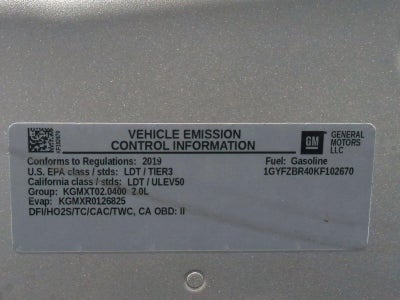 VEHICLE EMISSION
CONTROL INFORMATION
GM
GENERAL
MOTORS
LLC
Conforms to Regulations: 2019
Fuel: Gasoline
U.S. EPA class / stds: LDT / TIER3
1GYFZBR40KF102670
California class / stds: LDT / ULEV50
Group: KGMXT02.0400 2.0L
Evap: KGMXR0126825
DFI/HO2S/TC/CAC/TWC, CA OBD: II